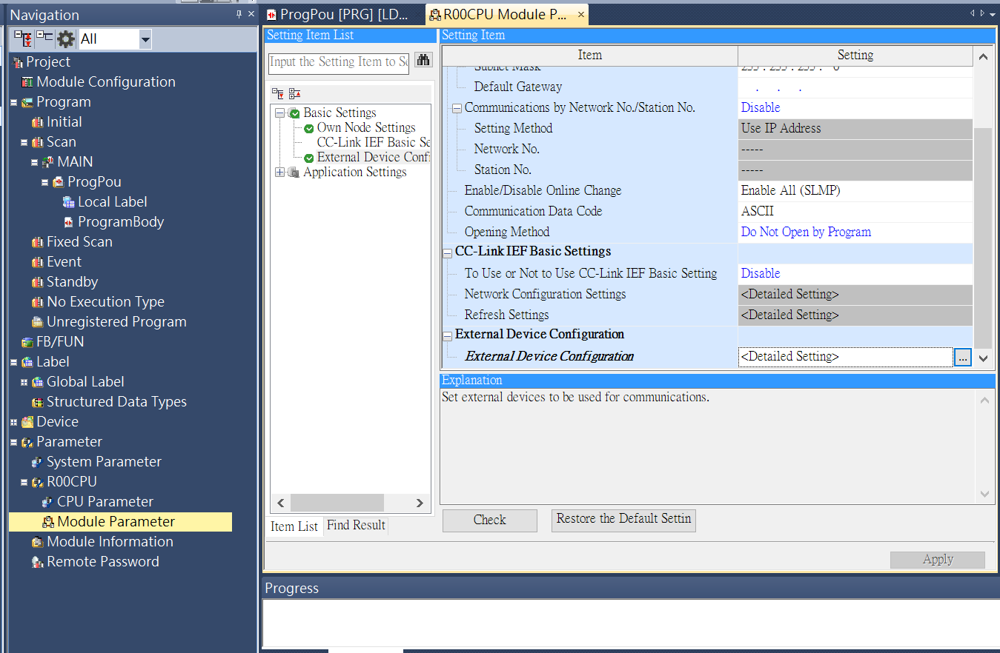 Navigation
All
Project
Module Configuration
Program
Initial
Scan
MAIN
ProgPou
Local Label
ProgramBody
Fixed Scan
Event
Standby
No Execution Type
Unregistered Program
FB/FUN
Label
Global Label
Structured Data Types
Device
Parameter
System Parameter
R00CPU
CPU Parameter
Module Parameter
Module Information
Remote Password
ProgPou [PRG] [LD...
R00CPU Module P...
Setting Item List
Input the Setting Item to Se
Basic Settings
Own Node Settings
CC-Link IEF Basic Se
External Device Confi
Application Settings
Item List
Find Result
Setting Item
Item Setting
Subnet Mask 255 . 255 . 255 . 0
Default Gateway . . .
Communications by Network No./Station No. Disable
Setting Method Use IP Address
Network No. -----
Station No. -----
Enable/Disable Online Change Enable All (SLMP)
Communication Data Code ASCII
Opening Method Do Not Open by Program
CC-Link IEF Basic Settings
To Use or Not to Use CC-Link IEF Basic Setting Disable
Network Configuration Settings <Detailed Setting>
Refresh Settings <Detailed Setting>
External Device Configuration
External Device Configuration <Detailed Setting> ...
Explanation
Set external devices to be used for communications.
Check
Restore the Default Settin
Apply
Progress